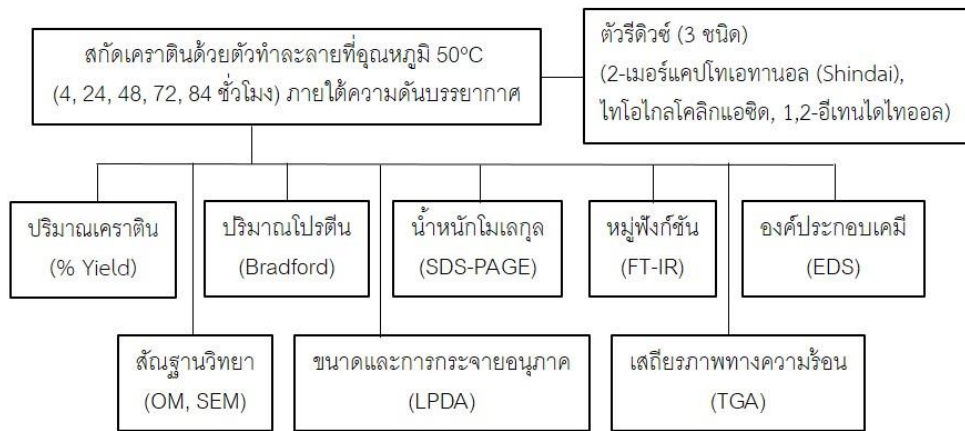 สกัดเคราตินด้วยตัวทำละลายที่อุณหภูมิ 50°C
(4, 24, 48, 72, 84 ชั่วโมง) ภายใต้ความดันบรรยากาศ
ตัวรีดิวซ์ (3 ชนิด)
(2-เมอร์แคปโทเอทานอล (Shindai),
ไทโอไกลโคลิกแอซิด, 1,2-อีเทนไดไทออล)
ปริมาณเคราติน
(% Yield)
ปริมาณโปรตีน
(Bradford)
น้ำหนักโมเลกุล
(SDS-PAGE)
หมู่ฟังก์ชัน
(FT-IR)
องค์ประกอบเคมี
(EDS)
สัณฐานวิทยา
(OM, SEM)
ขนาดและการกระจายอนุภาค
(LPDA)
เสถียรภาพทางความร้อน
(TGA)